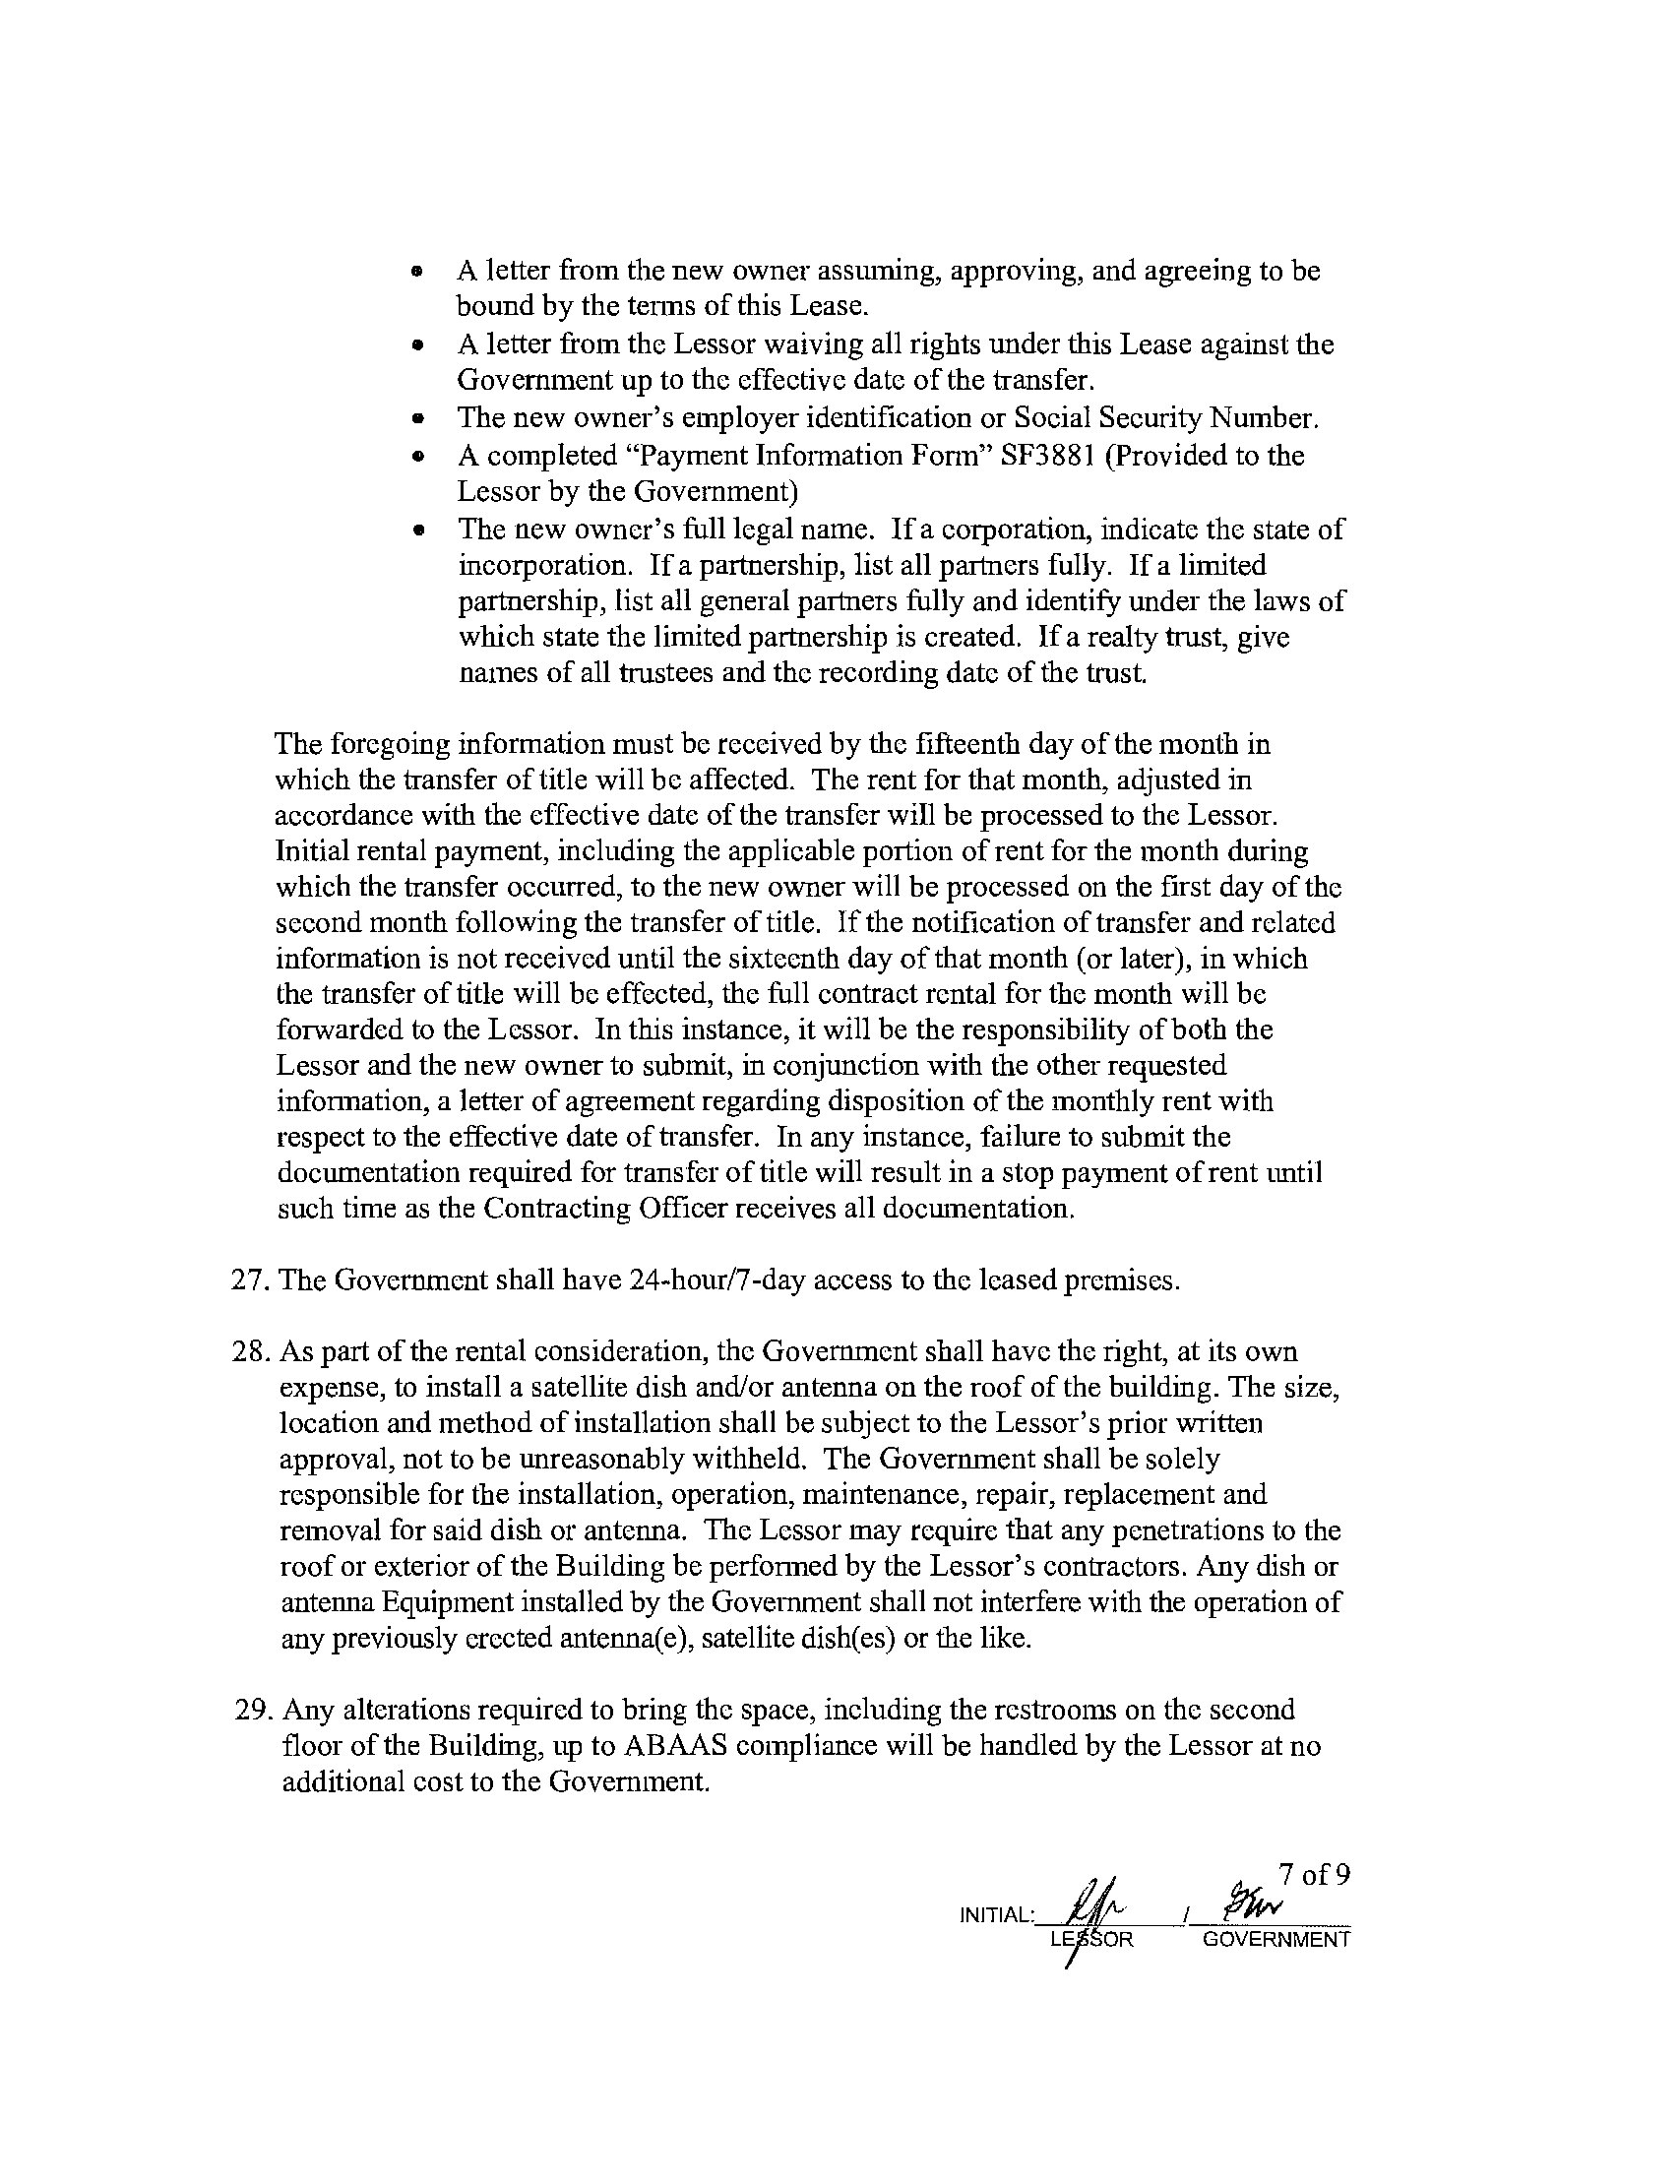 • A letter from the new owner assuming, approving, and agreeing to be
bound by the terms of this Lease.
• A letter from the Lessor waiving all rights under this Lease against the
Government up to the effective date of the transfer.
• The new owner's employer identification or Social Security Number.
• A completed “Payment Information Form” SF3881 (Provided to the
Lessor by the Government)
• The new owner's full legal name. If a corporation, indicate the state of
incorporation. If a partnership, list all partners fully. If a limited
partnership, list all general partners fully and identify under the laws of
which state the limited partnership is created. If a realty trust, give
names of all trustees and the recording date of the trust.
The foregoing information must be received by the fifteenth day of the month in
which the transfer of title will be affected. The rent for that month, adjusted in
accordance with the effective date of the transfer will be processed to the Lessor.
Initial rental payment, including the applicable portion of rent for the month during
which the transfer occurred, to the new owner will be processed on the first day of the
second month following the transfer of title. If the notification of transfer and related
information is not received until the sixteenth day of that month (or later), in which
the transfer of title will be effected, the full contract rental for the month will be
forwarded to the Lessor. In this instance, it will be the responsibility of both the
Lessor and the new owner to submit, in conjunction with the other requested
information, a letter of agreement regarding disposition of the monthly rent with
respect to the effective date of transfer. In any instance, failure to submit the
documentation required for transfer of title will result in a stop payment of rent until
such time as the Contracting Officer receives all documentation.
27. The Government shall have 24-hour/7-day access to the leased premises.
28. As part of the rental consideration, the Government shall have the right, at its own
expense, to install a satellite dish and/or antenna on the roof of the building. The size,
location and method of installation shall be subject to the Lessor's prior written
approval, not to be unreasonably withheld. The Government shall be solely
responsible for the installation, operation, maintenance, repair, replacement and
removal for said dish or antenna. The Lessor may require that any penetrations to the
roof or exterior of the Building be performed by the Lessor's contractors. Any dish or
antenna Equipment installed by the Government shall not interfere with the operation of
any previously erected antenna(e), satellite dish(es) or the like.
29. Any alterations required to bring the space, including the restrooms on the second
floor of the Building, up to ABAAS compliance will be handled by the Lessor at no
additional cost to the Government.
7 of 9
INITIAL: /
LESSOR GOVERNMENT